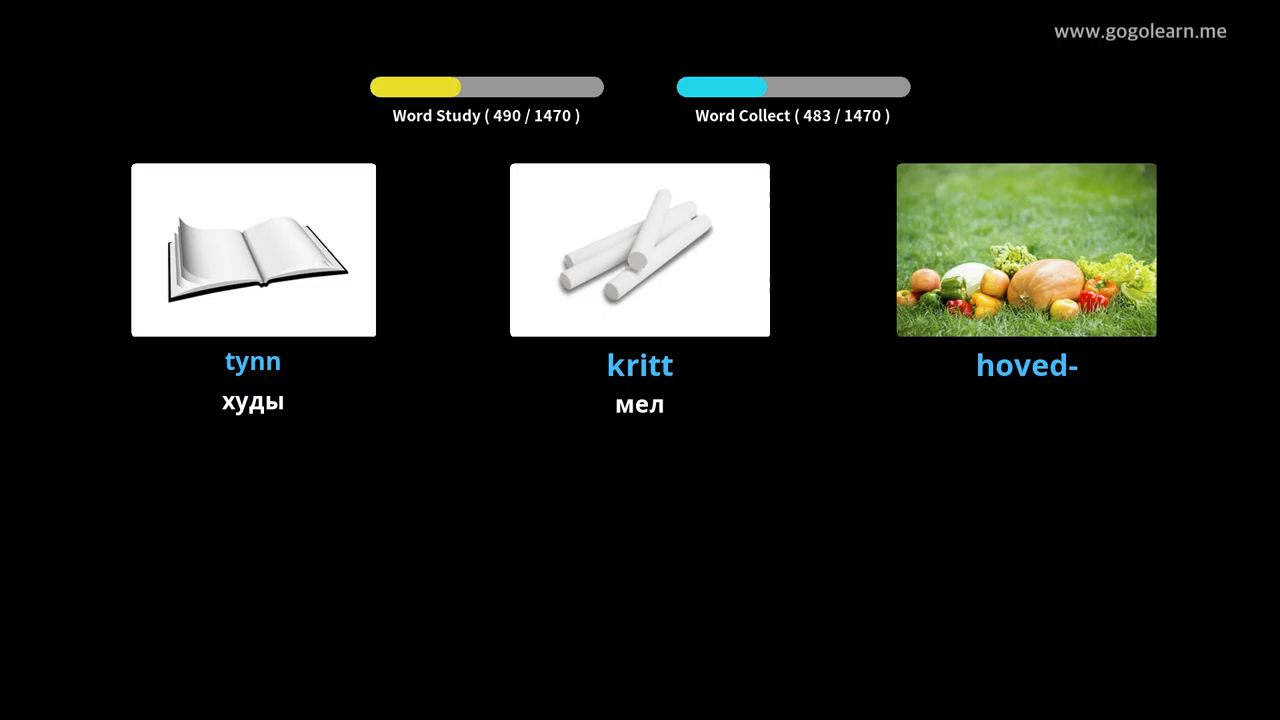 www.gogolearn.me
Word Study ( 490 / 1470 )
Word Collect ( 483 / 1470 )
tynn
худы
kritt
мел
hoved-